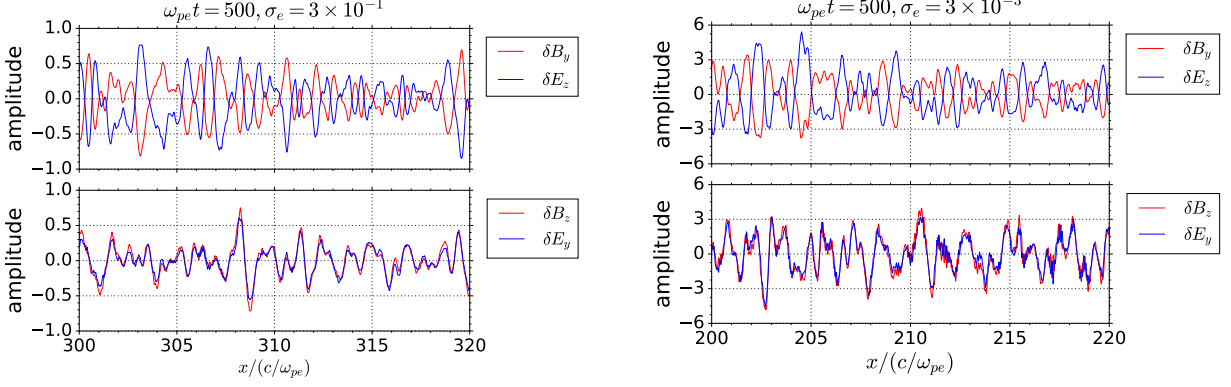 ω_pe t = 500, σ_e = 3 × 10^−1
1.0
0.5
0.0
−0.5
−1.0
amplitude
δB_y
δE_z
1.0
0.5
0.0
−0.5
−1.0
amplitude
δB_z
δE_y
300 305 310 315 320
x/(c/ω_pe)
ω_pe t = 500, σ_e = 3 × 10^−3
6
3
0
−3
−6
amplitude
δB_y
δE_z
6
3
0
−3
−6
amplitude
δB_z
δE_y
200 205 210 215 220
x/(c/ω_pe)